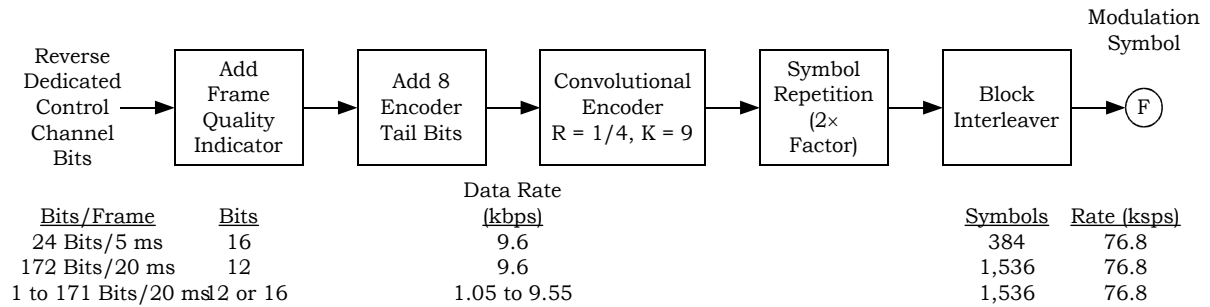 Reverse
Dedicated
Control
Channel
Bits
Add
Frame
Quality
Indicator
Add 8
Encoder
Tail Bits
Convolutional
Encoder
R = 1/4, K = 9
Symbol
Repetition
(2×
Factor)
Block
Interleaver
Modulation
Symbol
F
Data Rate
Bits/Frame Bits (kbps) Symbols Rate (ksps)
24 Bits/5 ms 16 9.6 384 76.8
172 Bits/20 ms 12 9.6 1,536 76.8
1 to 171 Bits/20 ms 12 or 16 1.05 to 9.55 1,536 76.8